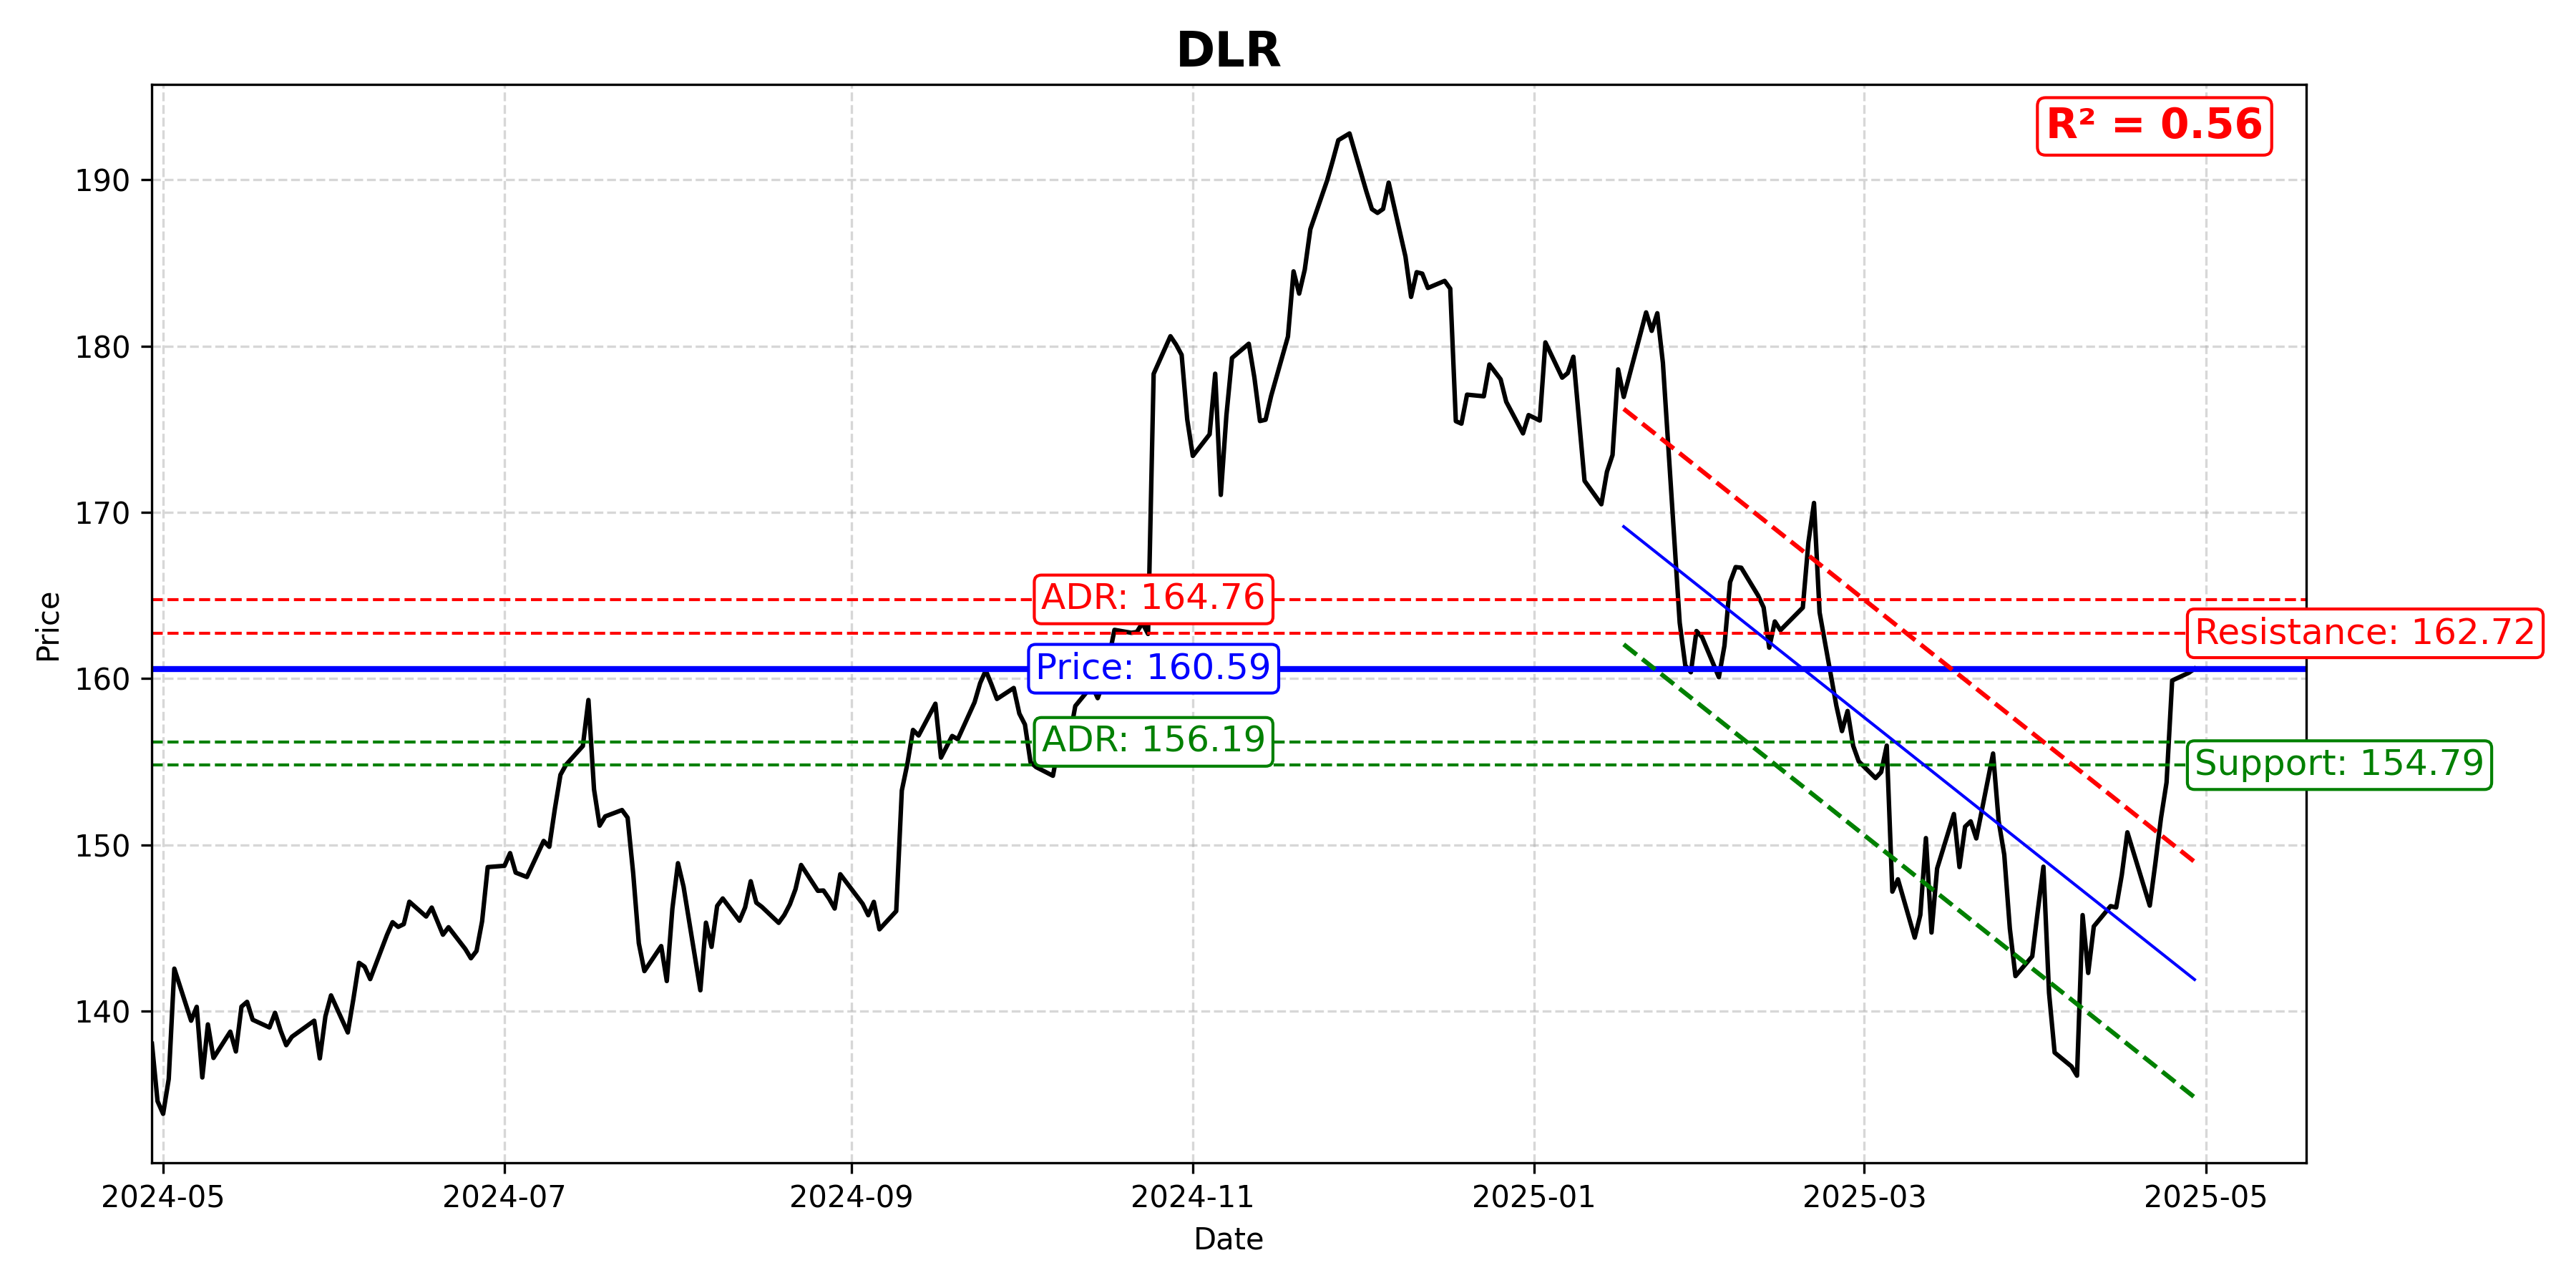 DLR
R² = 0.56
190
180
170
160
150
140
Price
ADR: 164.76
Resistance: 162.72
Price: 160.59
ADR: 156.19
Support: 154.79
2024-05
2024-07
2024-09
2024-11
2025-01
2025-03
2025-05
Date